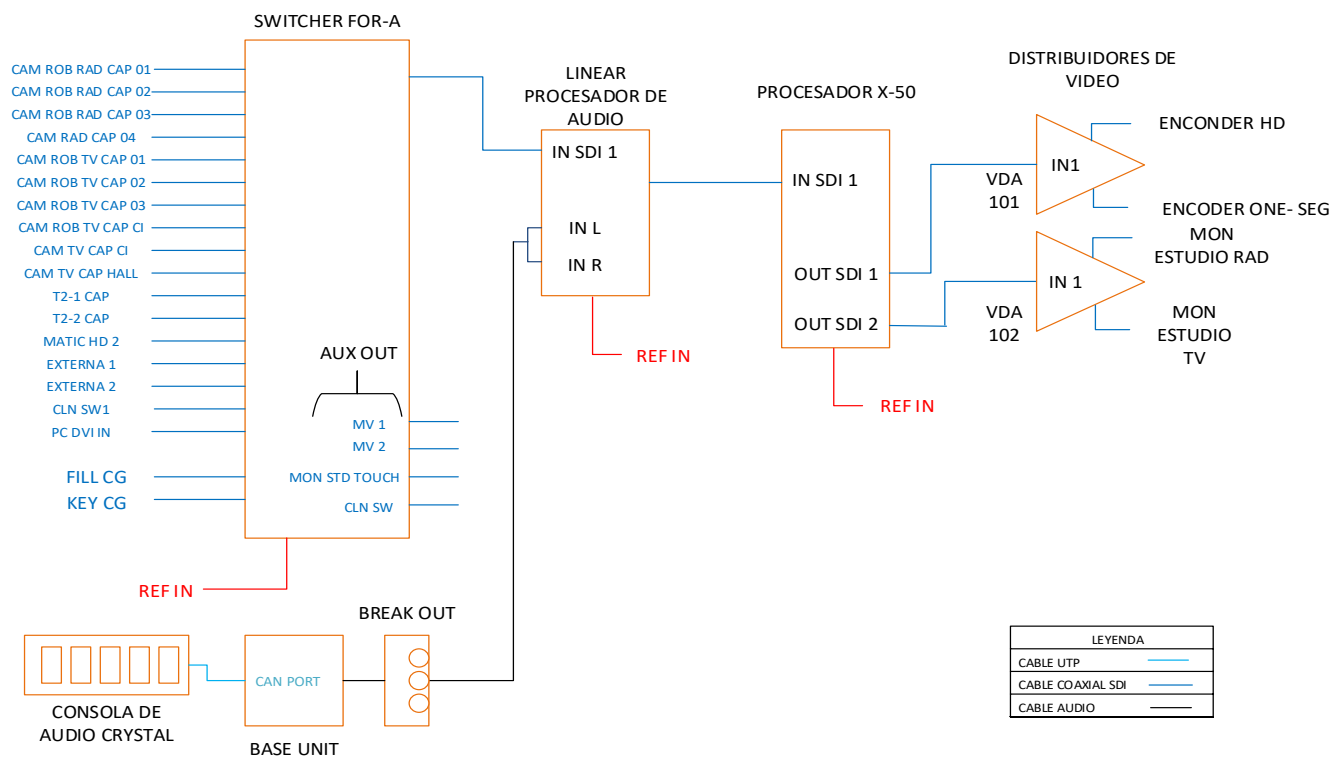 SWITCHER FOR-A
CAM ROB RAD CAP 01
CAM ROB RAD CAP 02
CAM ROB RAD CAP 03
CAM RAD CAP 04
CAM ROB TV CAP 01
CAM ROB TV CAP 02
CAM ROB TV CAP 03
CAM ROB TV CAP CI
CAM TV CAP CI
CAM TV CAP HALL
T2-1 CAP
T2-2 CAP
MATIC HD 2
EXTERNA 1
EXTERNA 2
CLN SW1
PC DVI IN
FILL CG
KEY CG
AUX OUT
MV 1
MV 2
MON STD TOUCH
CLN SW
REF IN
LINEAR
PROCESADOR DE
AUDIO
IN SDI 1
IN L
IN R
REF IN
PROCESADOR X-50
IN SDI 1
OUT SDI 1
OUT SDI 2
REF IN
DISTRIBUIDORES DE
VIDEO
IN1
VDA
101
ENCONDER HD
ENCODER ONE- SEG
IN 1
VDA
102
MON
ESTUDIO RAD
MON
ESTUDIO
TV
CONSOLA DE
AUDIO CRYSTAL
CAN PORT
BASE UNIT
BREAK OUT
LEYENDA
CABLE UTP
CABLE COAXIAL SDI
CABLE AUDIO